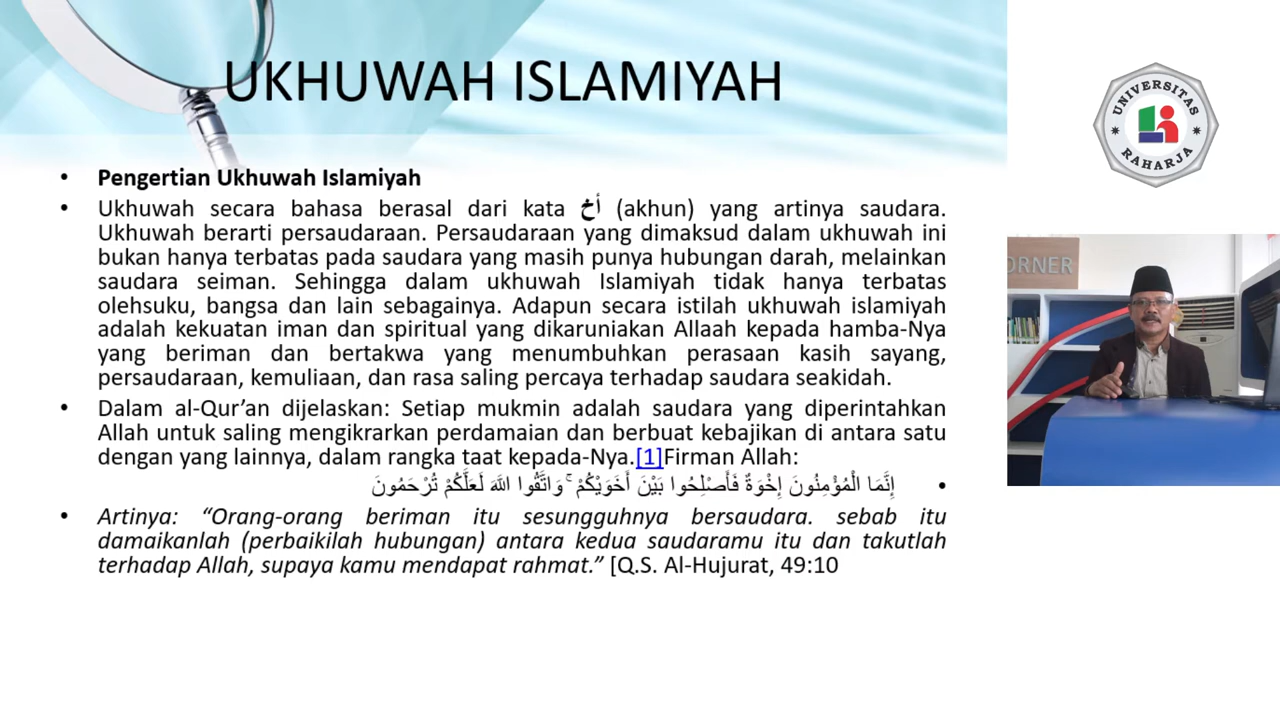 UKHUWAH ISLAMIYAH
• Pengertian Ukhuwah Islamiyah
• Ukhuwah secara bahasa berasal dari kata أخ (akhun) yang artinya saudara.
Ukhuwah berarti persaudaraan. Persaudaraan yang dimaksud dalam ukhuwah ini
bukan hanya terbatas pada saudara yang masih punya hubungan darah, melainkan
saudara seiman. Sehingga dalam ukhuwah Islamiyah tidak hanya terbatas
olehsuku, bangsa dan lain sebagainya. Adapun secara istilah ukhuwah islamiyah
adalah kekuatan iman dan spiritual yang dikaruniakan Allaah kepada hamba-Nya
yang beriman dan bertakwa yang menumbuhkan perasaan kasih sayang,
persaudaraan, kemuliaan, dan rasa saling percaya terhadap saudara seakidah.
• Dalam al-Qur’an dijelaskan: Setiap mukmin adalah saudara yang diperintahkan
Allah untuk saling mengikrarkan perdamaian dan berbuat kebajikan di antara satu
dengan yang lainnya, dalam rangka taat kepada-Nya.[1]Firman Allah:
• إِنَّمَا الْمُؤْمِنُونَ إِخْوَةٌ فَأَصْلِحُوا بَيْنَ أَخَوَيْكُمْ ۚ وَاتَّقُوا اللَّهَ لَعَلَّكُمْ تُرْحَمُونَ
• Artinya: “Orang-orang beriman itu sesungguhnya bersaudara. sebab itu
damaikanlah (perbaikilah hubungan) antara kedua saudaramu itu dan takutlah
terhadap Allah, supaya kamu mendapat rahmat.” [Q.S. Al-Hujurat, 49:10
UNIVERSITAS
RAHARJA
ORNER